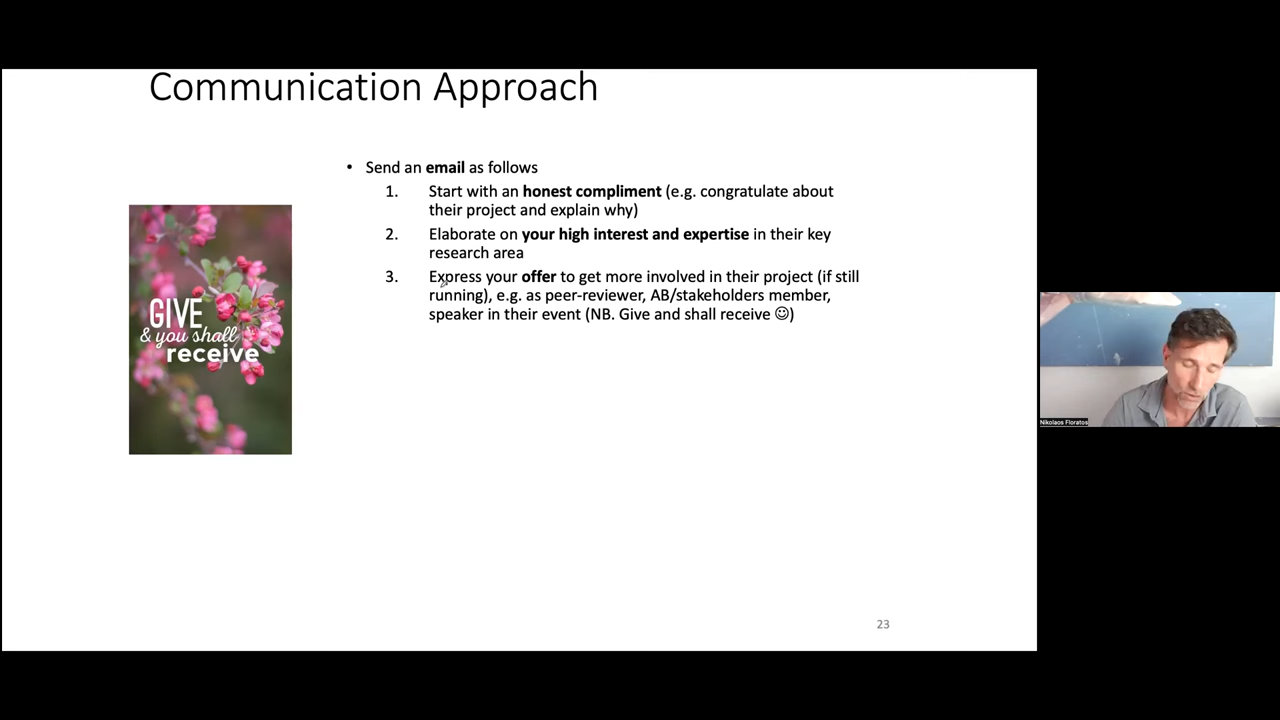 Communication Approach
• Send an email as follows
1. Start with an honest compliment (e.g. congratulate about
their project and explain why)
2. Elaborate on your high interest and expertise in their key
research area
3. Express your offer to get more involved in their project (if still
running), e.g. as peer-reviewer, AB/stakeholders member,
speaker in their event (NB. Give and shall receive ☺)
GIVE
& you shall
receive
23
Nikolaos Floratos